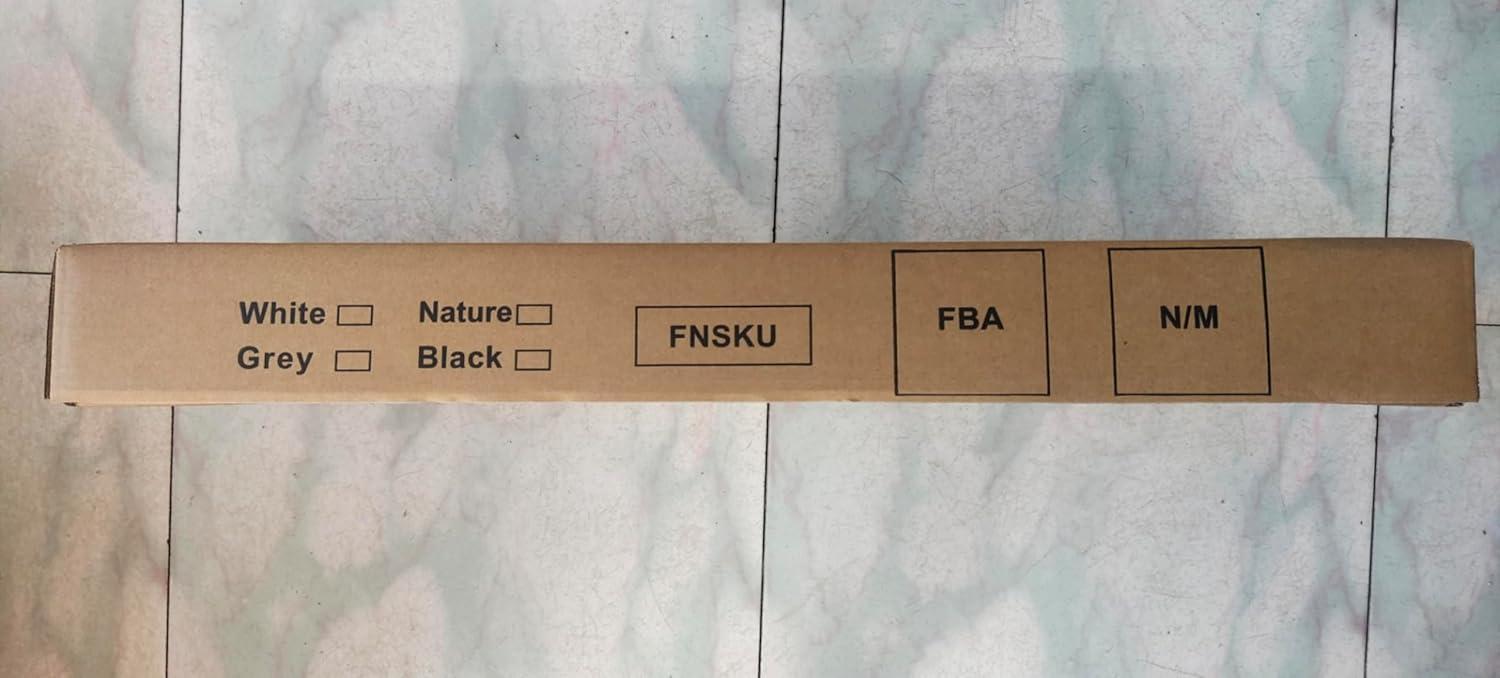 White Nature
Grey Black
FNSKU
FBA
N/M